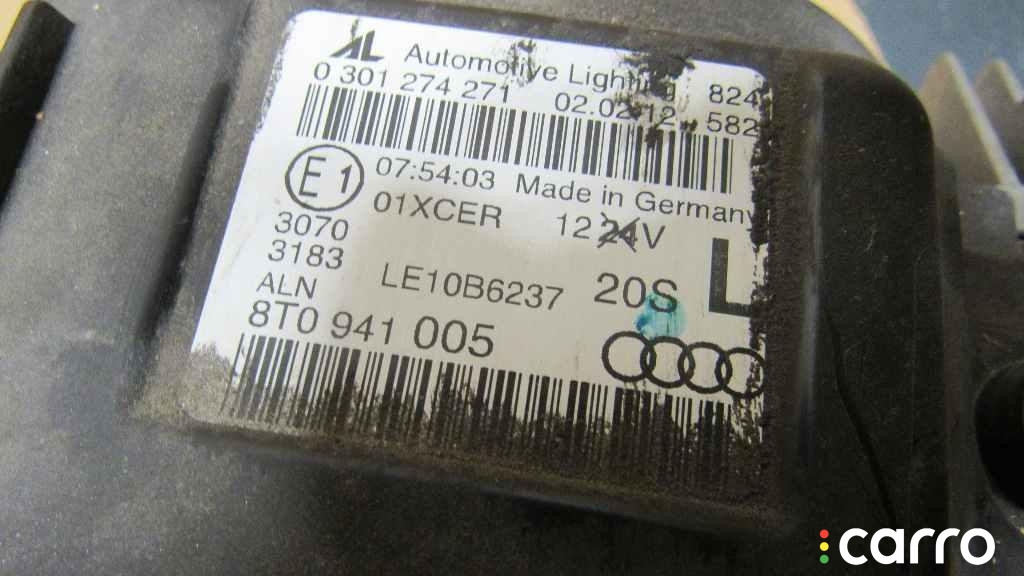 AL Automotive Lighting 824
0 301 274 271 02.02.12 582
E1 07:54:03 Made in Germany
01XCER 12 24V
3070
3183
L
ALN LE10B6237 20S
8T0 941 005
carro